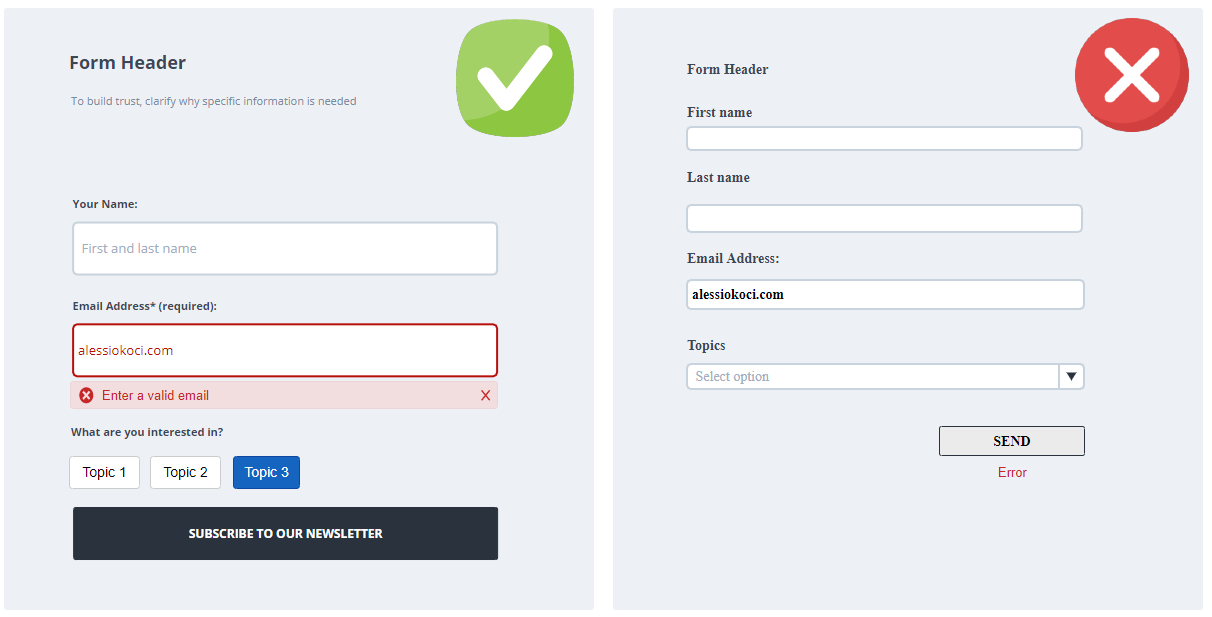 Form Header
To build trust, clarify why specific information is needed
Your Name:
First and last name
Email Address* (required):
alessiokoci.com
Enter a valid email X
What are you interested in?
Topic 1 Topic 2 Topic 3
SUBSCRIBE TO OUR NEWSLETTER
Form Header
First name
Last name
Email Address:
alessiokoci.com
Topics
Select option
SEND
Error